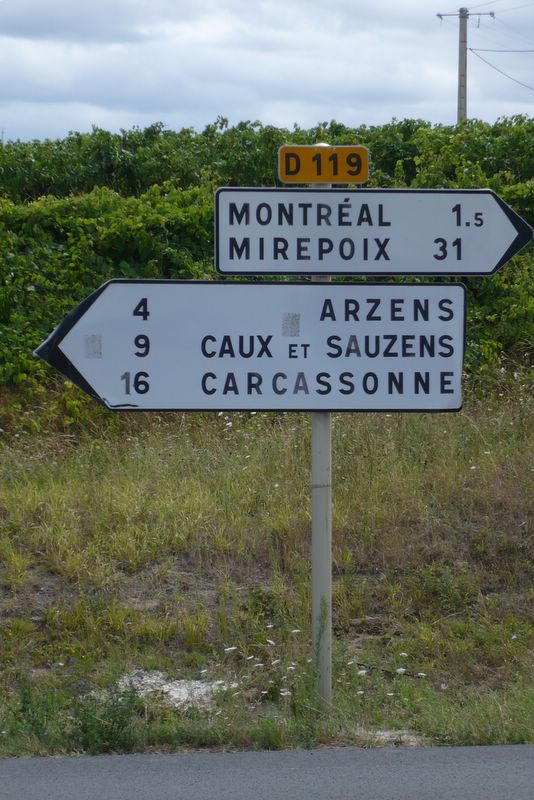 D 119
MONTRÉAL 1.5
MIREPOIX 31
4 ARZENS
9 CAUX ET SAUZENS
16 CARCASSONNE